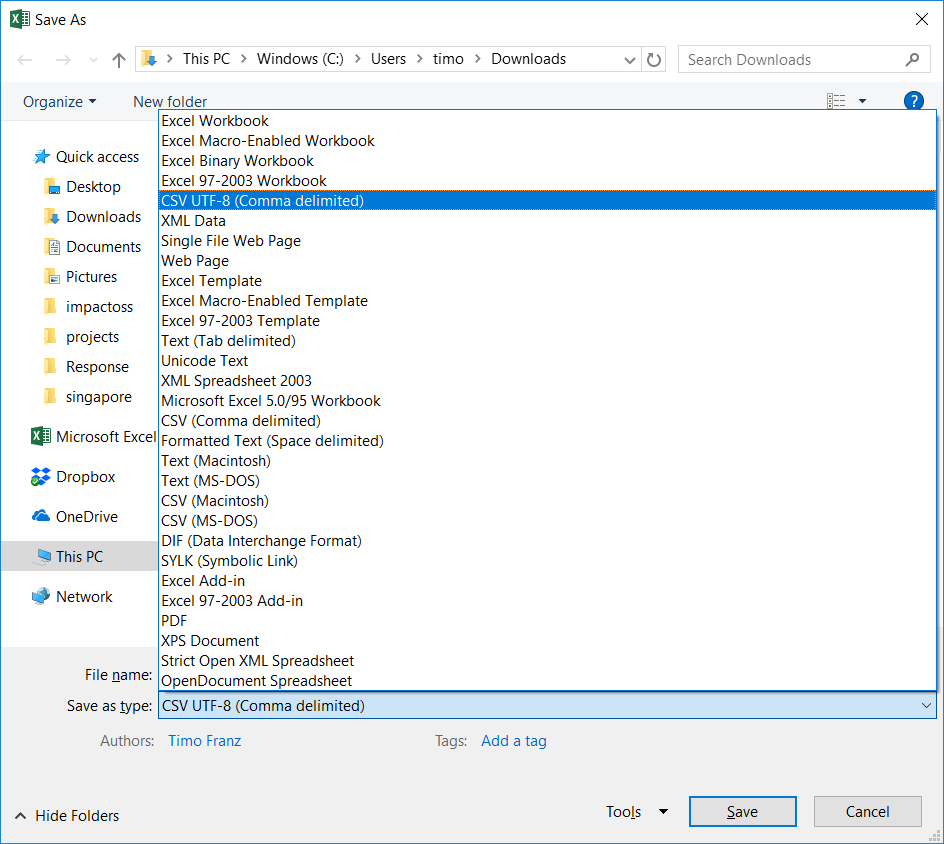 Save As
This PC > Windows (C:) > Users > timo > Downloads
Search Downloads
Organize
New folder
?
Quick access
Desktop
Downloads
Documents
Pictures
impactoss
projects
Response
singapore
Microsoft Excel
Dropbox
OneDrive
This PC
Network
Excel Workbook
Excel Macro-Enabled Workbook
Excel Binary Workbook
Excel 97-2003 Workbook
CSV UTF-8 (Comma delimited)
XML Data
Single File Web Page
Web Page
Excel Template
Excel Macro-Enabled Template
Excel 97-2003 Template
Text (Tab delimited)
Unicode Text
XML Spreadsheet 2003
Microsoft Excel 5.0/95 Workbook
CSV (Comma delimited)
Formatted Text (Space delimited)
Text (Macintosh)
Text (MS-DOS)
CSV (Macintosh)
CSV (MS-DOS)
DIF (Data Interchange Format)
SYLK (Symbolic Link)
Excel Add-in
Excel 97-2003 Add-in
PDF
XPS Document
Strict Open XML Spreadsheet
OpenDocument Spreadsheet
File name:
Save as type: CSV UTF-8 (Comma delimited)
Authors: Timo Franz
Tags: Add a tag
Hide Folders
Tools
Save
Cancel